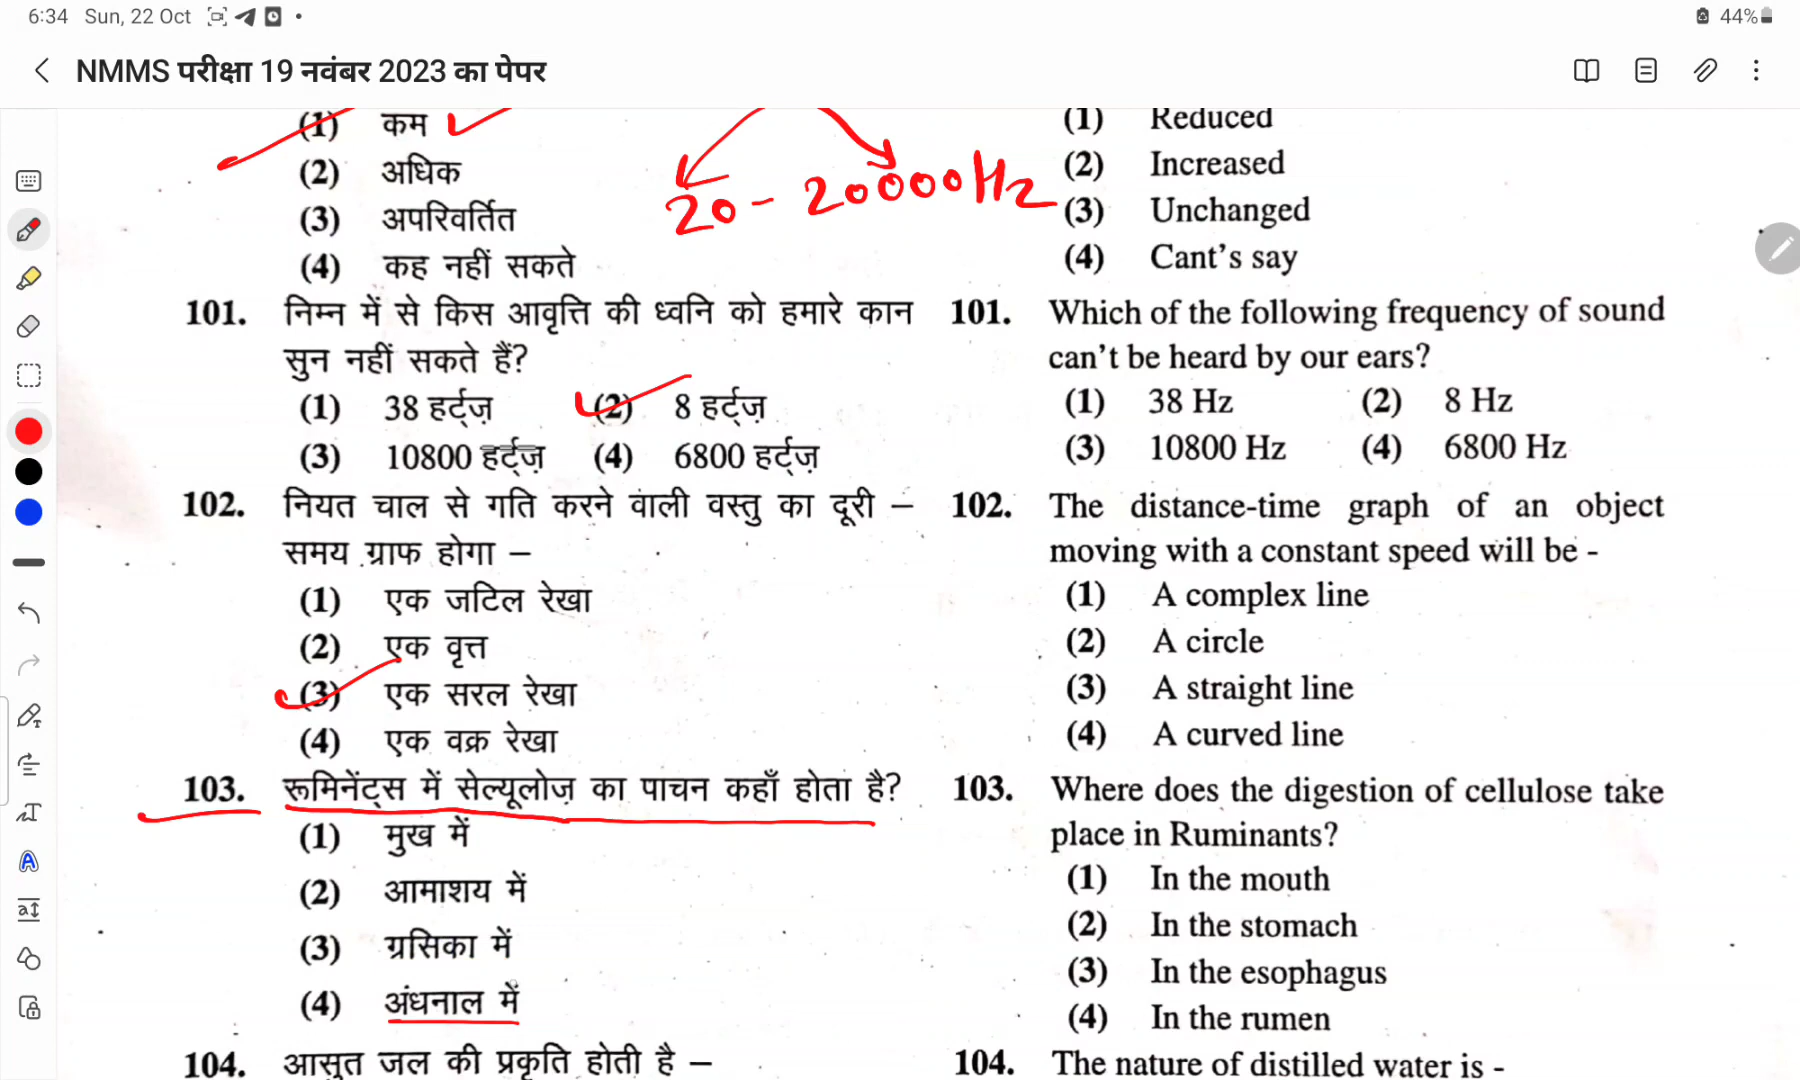 6:34 Sun, 22 Oct
44%
NMMS परीक्षा 19 नवंबर 2023 का पेपर
(1) कम
(2) अधिक
(3) अपरिवर्तित
(4) कह नहीं सकते
20 - 20000Hz
101. निम्न में से किस आवृत्ति की ध्वनि को हमारे कान
सुन नहीं सकते हैं?
(1) 38 हर्ट्ज़ (2) 8 हर्ट्ज़
(3) 10800 हर्ट्ज़ (4) 6800 हर्ट्ज़
102. नियत चाल से गति करने वाली वस्तु का दूरी –
समय ग्राफ होगा –
(1) एक जटिल रेखा
(2) एक वृत्त
(3) एक सरल रेखा
(4) एक वक्र रेखा
103. रूमिनेंट्स में सेल्यूलोज़ का पाचन कहाँ होता है?
(1) मुख में
(2) आमाशय में
(3) ग्रसिका में
(4) अंधनाल में
104. आसुत जल की प्रकृति होती है –
(1) Reduced
(2) Increased
(3) Unchanged
(4) Cant's say
101. Which of the following frequency of sound
can't be heard by our ears?
(1) 38 Hz (2) 8 Hz
(3) 10800 Hz (4) 6800 Hz
102. The distance-time graph of an object
moving with a constant speed will be -
(1) A complex line
(2) A circle
(3) A straight line
(4) A curved line
103. Where does the digestion of cellulose take
place in Ruminants?
(1) In the mouth
(2) In the stomach
(3) In the esophagus
(4) In the rumen
104. The nature of distilled water is -